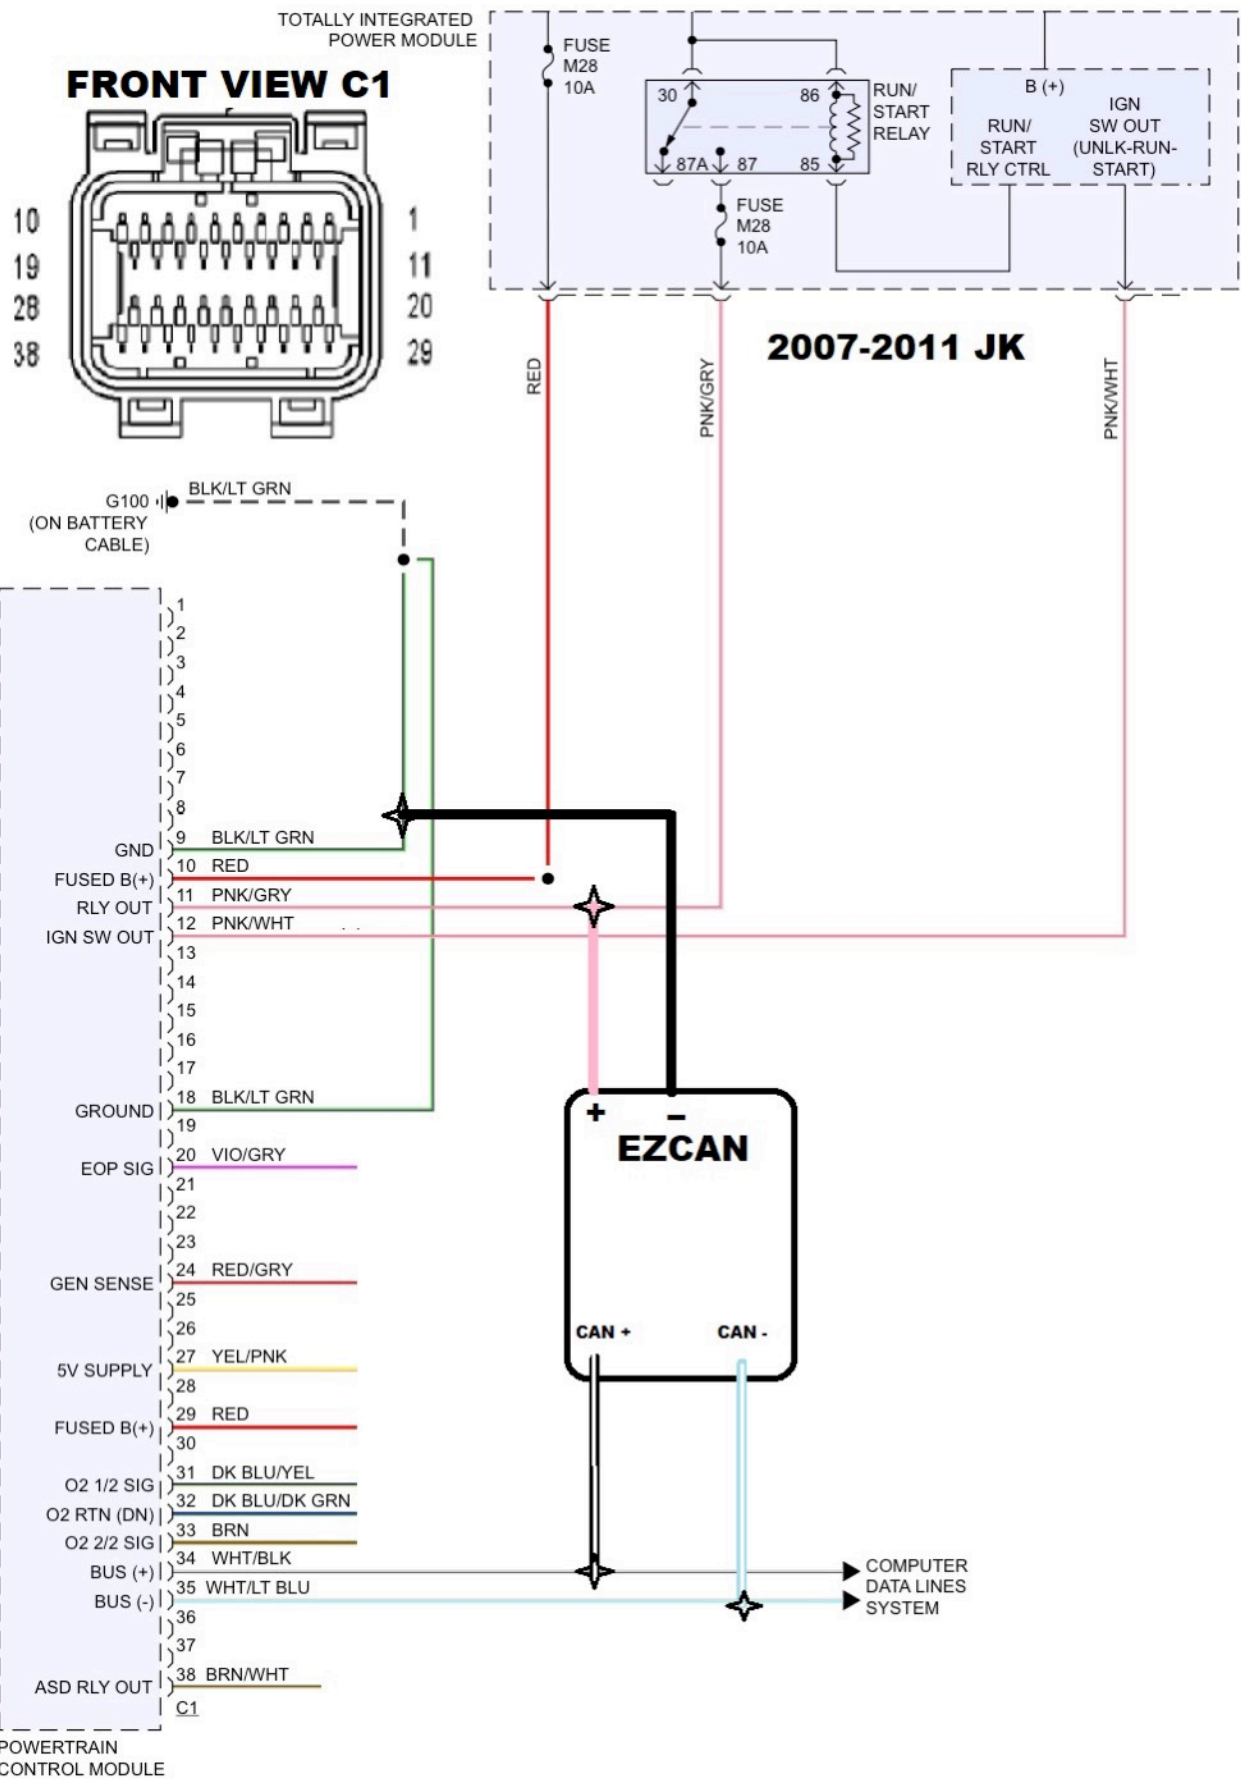 TOTALLY INTEGRATED
POWER MODULE
FRONT VIEW C1
10
19
28
38
1
11
20
29
FUSE
M28
10A
30
86
87A
87
85
RUN/
START
RELAY
FUSE
M28
10A
B (+)
RUN/
START
RLY CTRL
IGN
SW OUT
(UNLK-RUN-
START)
2007-2011 JK
RED
PNK/GRY
PNK/WHT
G100
(ON BATTERY
CABLE)
BLK/LT GRN
1
2
3
4
5
6
7
8
GND 9 BLK/LT GRN
FUSED B(+) 10 RED
RLY OUT 11 PNK/GRY
IGN SW OUT 12 PNK/WHT
13
14
15
16
17
GROUND 18 BLK/LT GRN
19
EOP SIG 20 VIO/GRY
21
22
23
GEN SENSE 24 RED/GRY
25
26
5V SUPPLY 27 YEL/PNK
28
FUSED B(+) 29 RED
30
O2 1/2 SIG 31 DK BLU/YEL
O2 RTN (DN) 32 DK BLU/DK GRN
O2 2/2 SIG 33 BRN
BUS (+) 34 WHT/BLK
BUS (-) 35 WHT/LT BLU
36
37
ASD RLY OUT 38 BRN/WHT
C1
POWERTRAIN
CONTROL MODULE
+ −
EZCAN
CAN + CAN -
COMPUTER
DATA LINES
SYSTEM